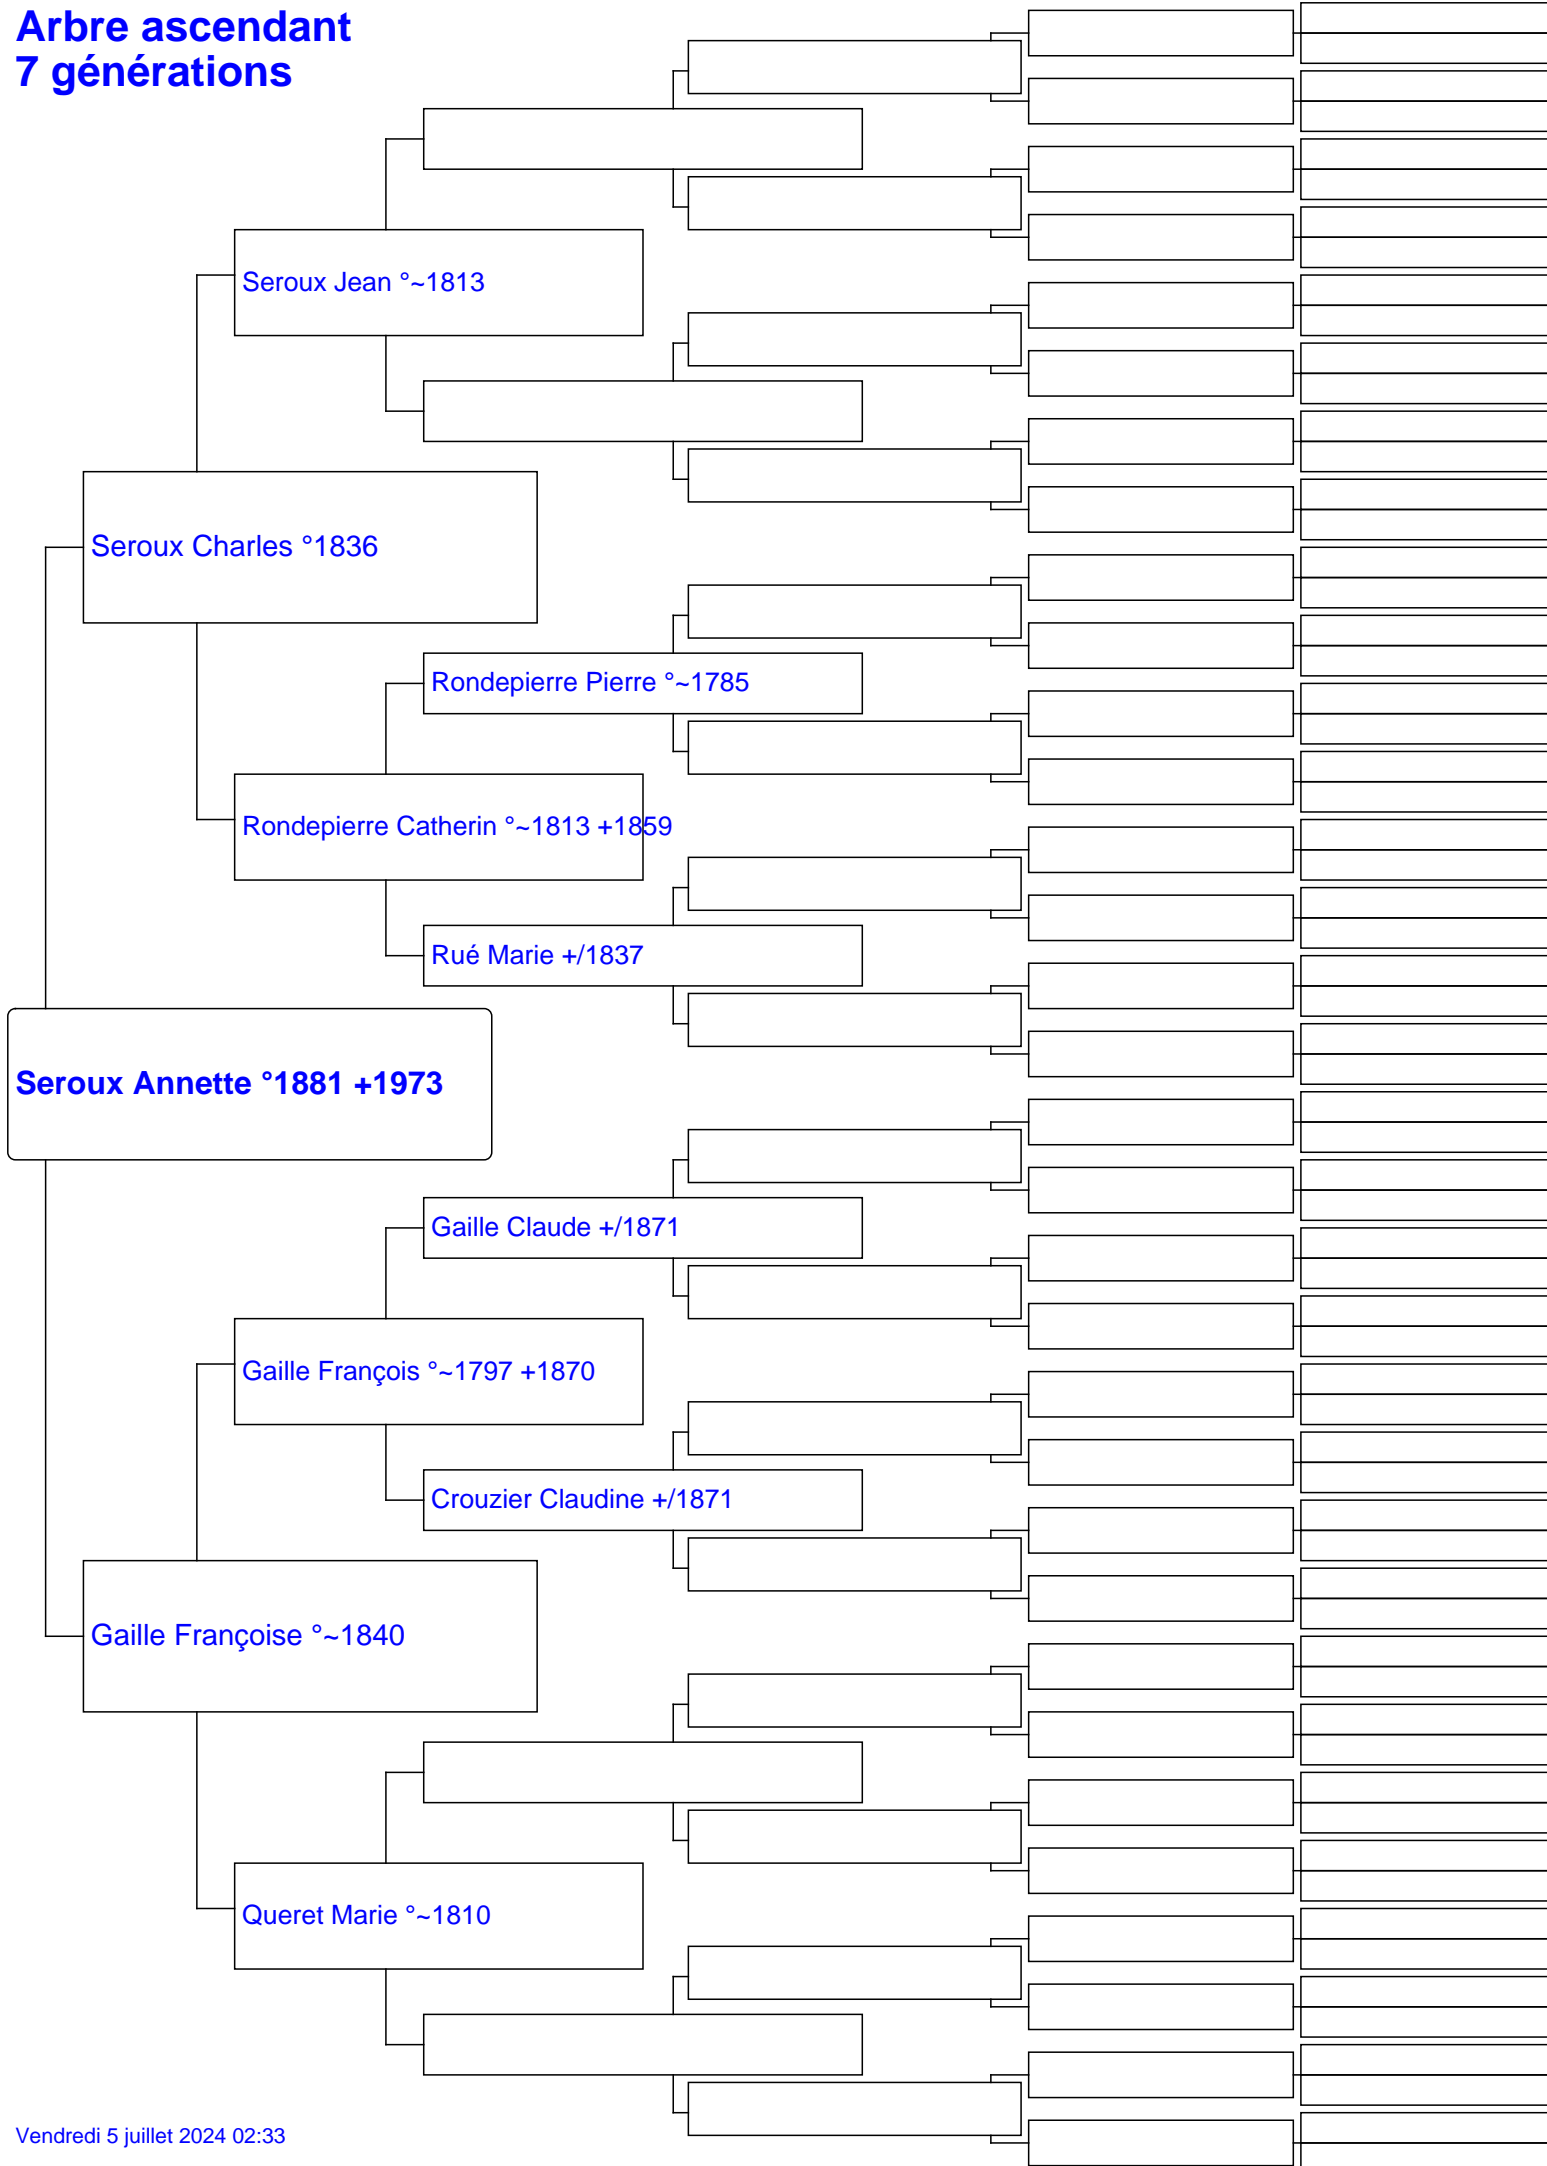 Arbre ascendant
7 générations
Seroux Jean °~1813
Seroux Charles °1836
Rondepierre Pierre °~1785
Rondepierre Catherin °~1813 +1859
Rué Marie +/1837
Seroux Annette °1881 +1973
Gaille Claude +/1871
Gaille François °~1797 +1870
Crouzier Claudine +/1871
Gaille Françoise °~1840
Queret Marie °~1810
Vendredi 5 juillet 2024 02:33